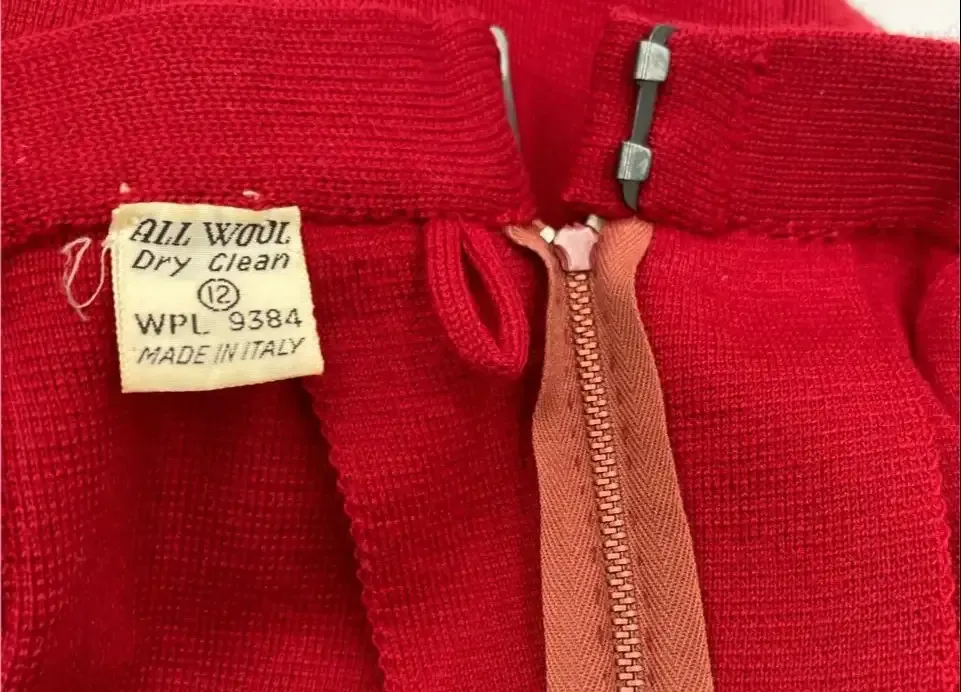 ALL WOOL
Dry Clean
12
WPL 9384
MADE IN ITALY